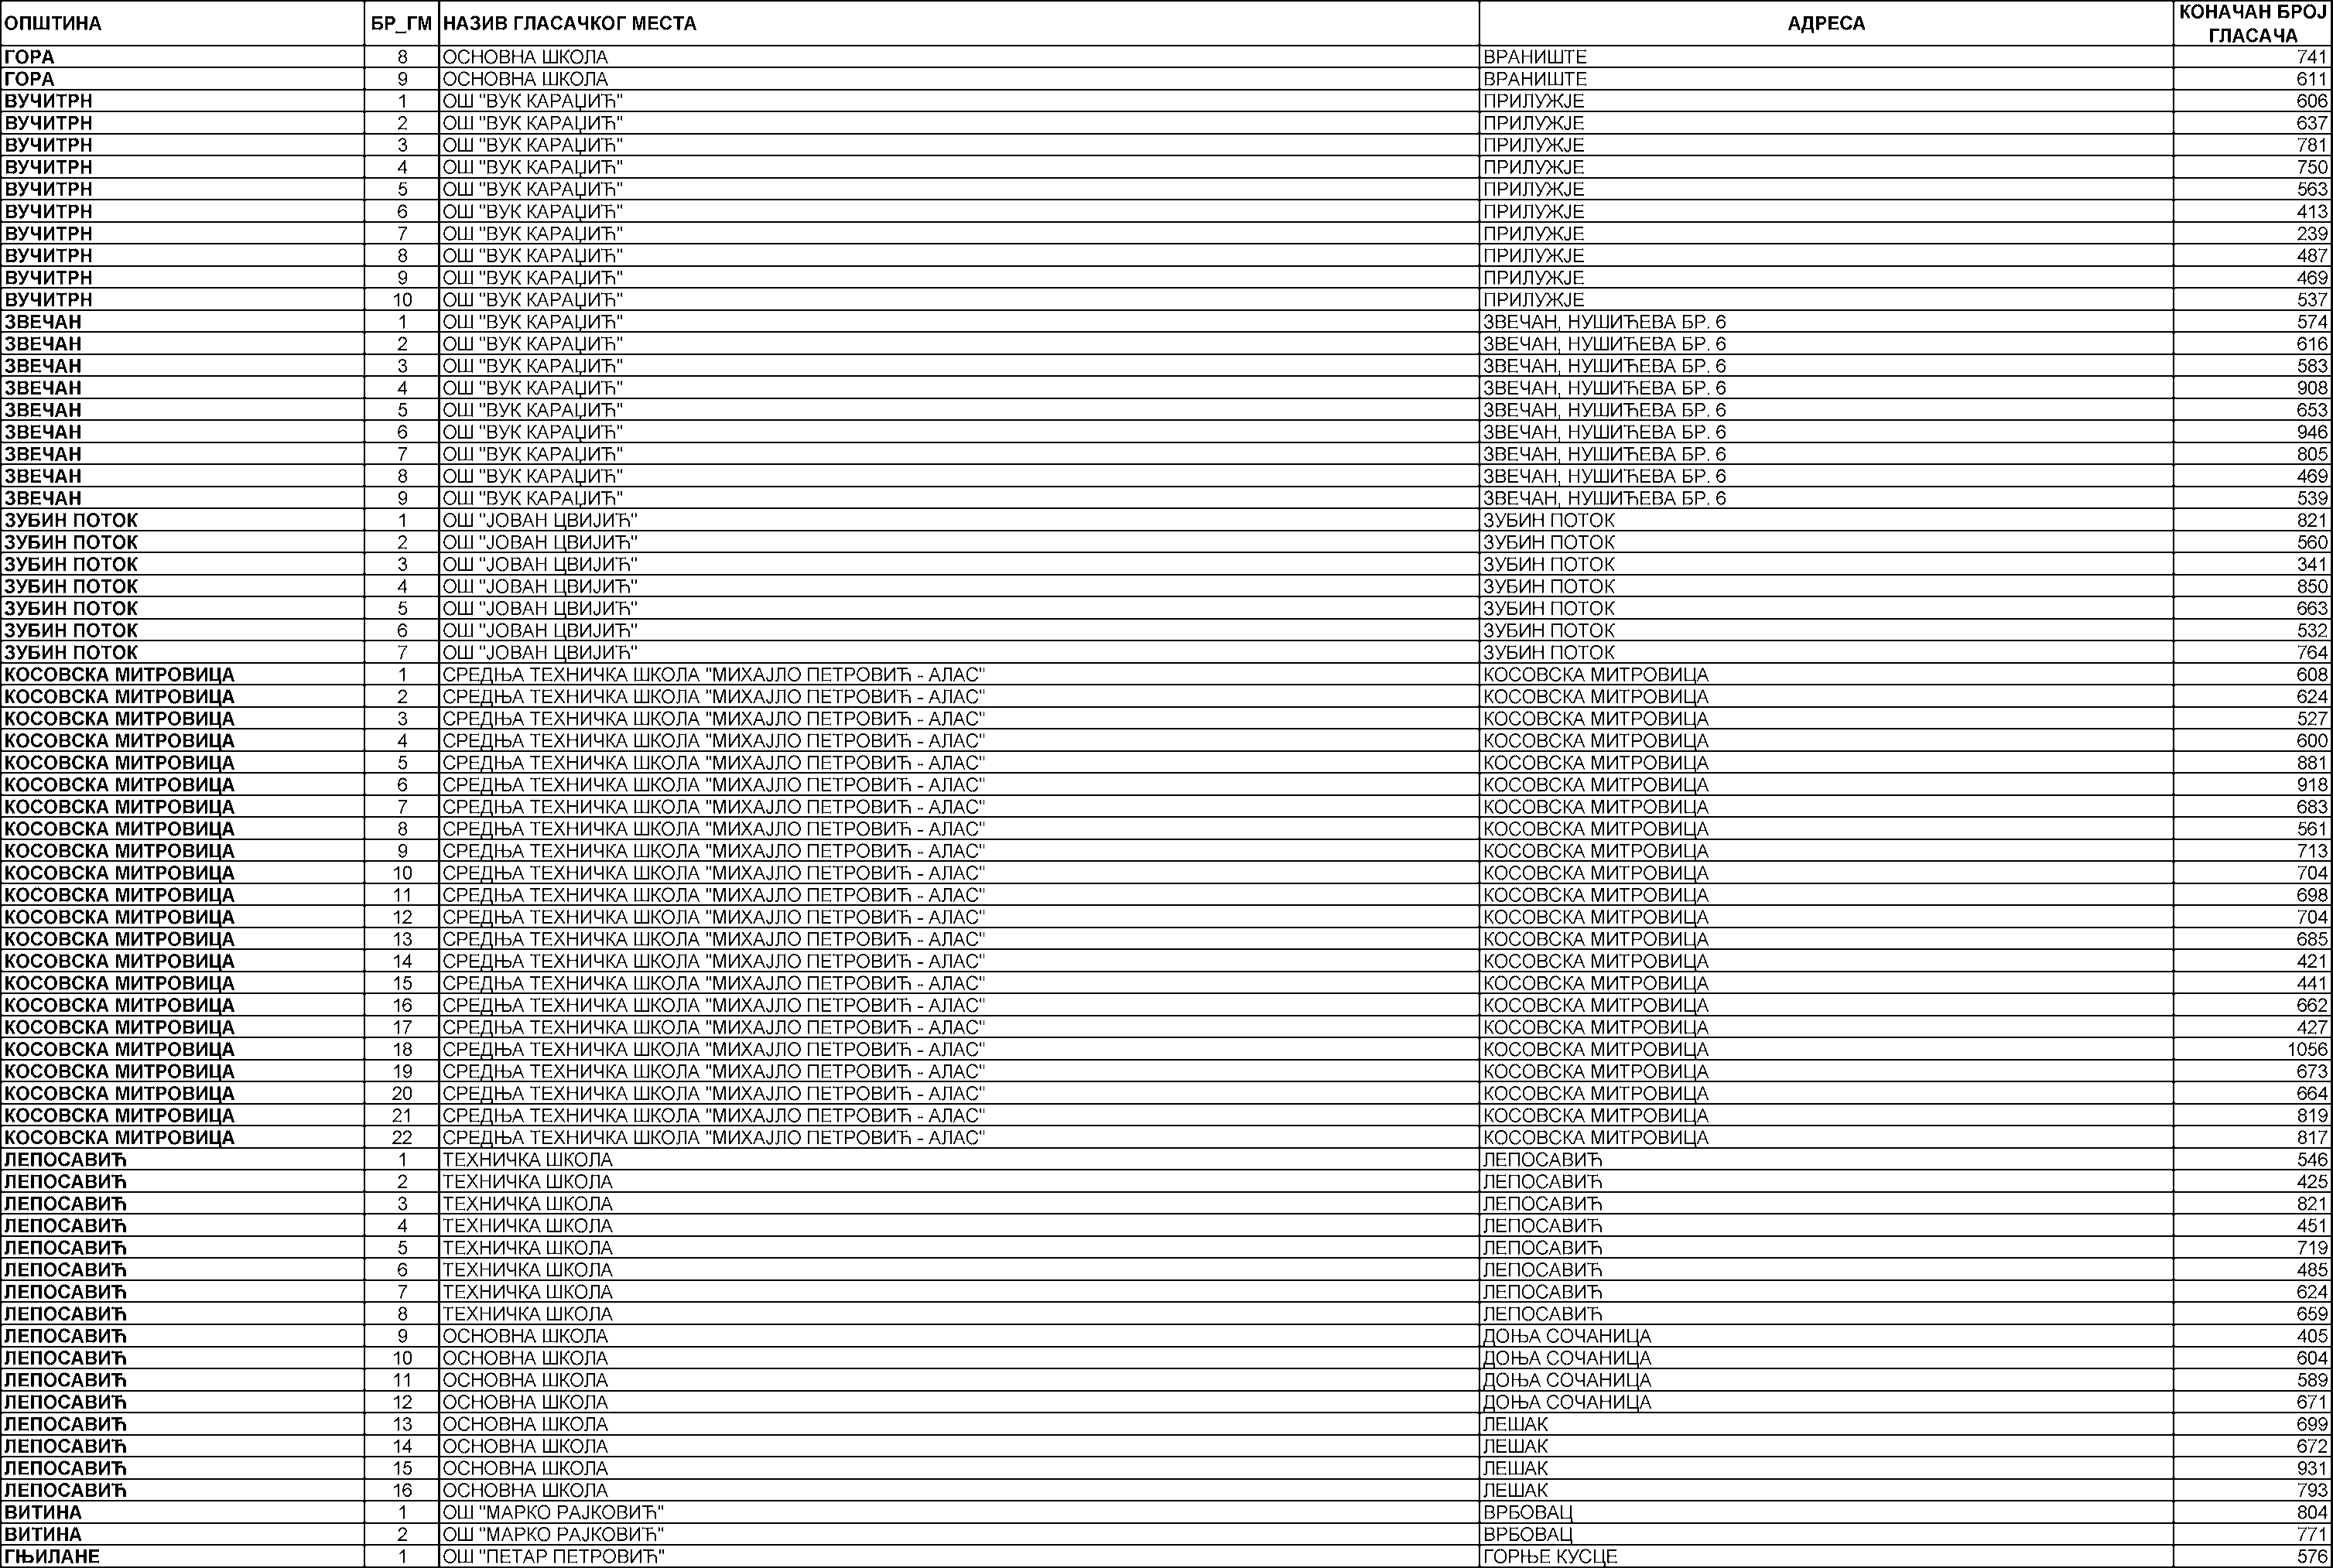 ОПШТИНА БР_ГМ НАЗИВ ГЛАСАЧКОГ МЕСТА АДРЕСА КОНАЧАН БРОЈ ГЛАСАЧА
ГОРА 8 ОСНОВНА ШКОЛА ВРАНИШТЕ 741
ГОРА 9 ОСНОВНА ШКОЛА ВРАНИШТЕ 611
ВУЧИТРН 1 ОШ "ВУК КАРАЏИЋ" ПРИЛУЖЈЕ 606
ВУЧИТРН 2 ОШ "ВУК КАРАЏИЋ" ПРИЛУЖЈЕ 637
ВУЧИТРН 3 ОШ "ВУК КАРАЏИЋ" ПРИЛУЖЈЕ 781
ВУЧИТРН 4 ОШ "ВУК КАРАЏИЋ" ПРИЛУЖЈЕ 750
ВУЧИТРН 5 ОШ "ВУК КАРАЏИЋ" ПРИЛУЖЈЕ 563
ВУЧИТРН 6 ОШ "ВУК КАРАЏИЋ" ПРИЛУЖЈЕ 413
ВУЧИТРН 7 ОШ "ВУК КАРАЏИЋ" ПРИЛУЖЈЕ 239
ВУЧИТРН 8 ОШ "ВУК КАРАЏИЋ" ПРИЛУЖЈЕ 487
ВУЧИТРН 9 ОШ "ВУК КАРАЏИЋ" ПРИЛУЖЈЕ 469
ВУЧИТРН 10 ОШ "ВУК КАРАЏИЋ" ПРИЛУЖЈЕ 537
ЗВЕЧАН 1 ОШ "ВУК КАРАЏИЋ" ЗВЕЧАН, НУШИЋЕВА БР. 6 574
ЗВЕЧАН 2 ОШ "ВУК КАРАЏИЋ" ЗВЕЧАН, НУШИЋЕВА БР. 6 616
ЗВЕЧАН 3 ОШ "ВУК КАРАЏИЋ" ЗВЕЧАН, НУШИЋЕВА БР. 6 583
ЗВЕЧАН 4 ОШ "ВУК КАРАЏИЋ" ЗВЕЧАН, НУШИЋЕВА БР. 6 908
ЗВЕЧАН 5 ОШ "ВУК КАРАЏИЋ" ЗВЕЧАН, НУШИЋЕВА БР. 6 653
ЗВЕЧАН 6 ОШ "ВУК КАРАЏИЋ" ЗВЕЧАН, НУШИЋЕВА БР. 6 946
ЗВЕЧАН 7 ОШ "ВУК КАРАЏИЋ" ЗВЕЧАН, НУШИЋЕВА БР. 6 805
ЗВЕЧАН 8 ОШ "ВУК КАРАЏИЋ" ЗВЕЧАН, НУШИЋЕВА БР. 6 469
ЗВЕЧАН 9 ОШ "ВУК КАРАЏИЋ" ЗВЕЧАН, НУШИЋЕВА БР. 6 539
ЗУБИН ПОТОК 1 ОШ "ЈОВАН ЦВИЈИЋ" ЗУБИН ПОТОК 821
ЗУБИН ПОТОК 2 ОШ "ЈОВАН ЦВИЈИЋ" ЗУБИН ПОТОК 560
ЗУБИН ПОТОК 3 ОШ "ЈОВАН ЦВИЈИЋ" ЗУБИН ПОТОК 341
ЗУБИН ПОТОК 4 ОШ "ЈОВАН ЦВИЈИЋ" ЗУБИН ПОТОК 850
ЗУБИН ПОТОК 5 ОШ "ЈОВАН ЦВИЈИЋ" ЗУБИН ПОТОК 663
ЗУБИН ПОТОК 6 ОШ "ЈОВАН ЦВИЈИЋ" ЗУБИН ПОТОК 532
ЗУБИН ПОТОК 7 ОШ "ЈОВАН ЦВИЈИЋ" ЗУБИН ПОТОК 764
КОСОВСКА МИТРОВИЦА 1 СРЕДЊА ТЕХНИЧКА ШКОЛА "МИХАЈЛО ПЕТРОВИЋ - АЛАС" КОСОВСКА МИТРОВИЦА 608
КОСОВСКА МИТРОВИЦА 2 СРЕДЊА ТЕХНИЧКА ШКОЛА "МИХАЈЛО ПЕТРОВИЋ - АЛАС" КОСОВСКА МИТРОВИЦА 624
КОСОВСКА МИТРОВИЦА 3 СРЕДЊА ТЕХНИЧКА ШКОЛА "МИХАЈЛО ПЕТРОВИЋ - АЛАС" КОСОВСКА МИТРОВИЦА 527
КОСОВСКА МИТРОВИЦА 4 СРЕДЊА ТЕХНИЧКА ШКОЛА "МИХАЈЛО ПЕТРОВИЋ - АЛАС" КОСОВСКА МИТРОВИЦА 600
КОСОВСКА МИТРОВИЦА 5 СРЕДЊА ТЕХНИЧКА ШКОЛА "МИХАЈЛО ПЕТРОВИЋ - АЛАС" КОСОВСКА МИТРОВИЦА 881
КОСОВСКА МИТРОВИЦА 6 СРЕДЊА ТЕХНИЧКА ШКОЛА "МИХАЈЛО ПЕТРОВИЋ - АЛАС" КОСОВСКА МИТРОВИЦА 918
КОСОВСКА МИТРОВИЦА 7 СРЕДЊА ТЕХНИЧКА ШКОЛА "МИХАЈЛО ПЕТРОВИЋ - АЛАС" КОСОВСКА МИТРОВИЦА 683
КОСОВСКА МИТРОВИЦА 8 СРЕДЊА ТЕХНИЧКА ШКОЛА "МИХАЈЛО ПЕТРОВИЋ - АЛАС" КОСОВСКА МИТРОВИЦА 561
КОСОВСКА МИТРОВИЦА 9 СРЕДЊА ТЕХНИЧКА ШКОЛА "МИХАЈЛО ПЕТРОВИЋ - АЛАС" КОСОВСКА МИТРОВИЦА 713
КОСОВСКА МИТРОВИЦА 10 СРЕДЊА ТЕХНИЧКА ШКОЛА "МИХАЈЛО ПЕТРОВИЋ - АЛАС" КОСОВСКА МИТРОВИЦА 704
КОСОВСКА МИТРОВИЦА 11 СРЕДЊА ТЕХНИЧКА ШКОЛА "МИХАЈЛО ПЕТРОВИЋ - АЛАС" КОСОВСКА МИТРОВИЦА 698
КОСОВСКА МИТРОВИЦА 12 СРЕДЊА ТЕХНИЧКА ШКОЛА "МИХАЈЛО ПЕТРОВИЋ - АЛАС" КОСОВСКА МИТРОВИЦА 704
КОСОВСКА МИТРОВИЦА 13 СРЕДЊА ТЕХНИЧКА ШКОЛА "МИХАЈЛО ПЕТРОВИЋ - АЛАС" КОСОВСКА МИТРОВИЦА 685
КОСОВСКА МИТРОВИЦА 14 СРЕДЊА ТЕХНИЧКА ШКОЛА "МИХАЈЛО ПЕТРОВИЋ - АЛАС" КОСОВСКА МИТРОВИЦА 421
КОСОВСКА МИТРОВИЦА 15 СРЕДЊА ТЕХНИЧКА ШКОЛА "МИХАЈЛО ПЕТРОВИЋ - АЛАС" КОСОВСКА МИТРОВИЦА 441
КОСОВСКА МИТРОВИЦА 16 СРЕДЊА ТЕХНИЧКА ШКОЛА "МИХАЈЛО ПЕТРОВИЋ - АЛАС" КОСОВСКА МИТРОВИЦА 662
КОСОВСКА МИТРОВИЦА 17 СРЕДЊА ТЕХНИЧКА ШКОЛА "МИХАЈЛО ПЕТРОВИЋ - АЛАС" КОСОВСКА МИТРОВИЦА 427
КОСОВСКА МИТРОВИЦА 18 СРЕДЊА ТЕХНИЧКА ШКОЛА "МИХАЈЛО ПЕТРОВИЋ - АЛАС" КОСОВСКА МИТРОВИЦА 1056
КОСОВСКА МИТРОВИЦА 19 СРЕДЊА ТЕХНИЧКА ШКОЛА "МИХАЈЛО ПЕТРОВИЋ - АЛАС" КОСОВСКА МИТРОВИЦА 673
КОСОВСКА МИТРОВИЦА 20 СРЕДЊА ТЕХНИЧКА ШКОЛА "МИХАЈЛО ПЕТРОВИЋ - АЛАС" КОСОВСКА МИТРОВИЦА 664
КОСОВСКА МИТРОВИЦА 21 СРЕДЊА ТЕХНИЧКА ШКОЛА "МИХАЈЛО ПЕТРОВИЋ - АЛАС" КОСОВСКА МИТРОВИЦА 819
КОСОВСКА МИТРОВИЦА 22 СРЕДЊА ТЕХНИЧКА ШКОЛА "МИХАЈЛО ПЕТРОВИЋ - АЛАС" КОСОВСКА МИТРОВИЦА 817
ЛЕПОСАВИЋ 1 ТЕХНИЧКА ШКОЛА ЛЕПОСАВИЋ 546
ЛЕПОСАВИЋ 2 ТЕХНИЧКА ШКОЛА ЛЕПОСАВИЋ 425
ЛЕПОСАВИЋ 3 ТЕХНИЧКА ШКОЛА ЛЕПОСАВИЋ 821
ЛЕПОСАВИЋ 4 ТЕХНИЧКА ШКОЛА ЛЕПОСАВИЋ 451
ЛЕПОСАВИЋ 5 ТЕХНИЧКА ШКОЛА ЛЕПОСАВИЋ 719
ЛЕПОСАВИЋ 6 ТЕХНИЧКА ШКОЛА ЛЕПОСАВИЋ 485
ЛЕПОСАВИЋ 7 ТЕХНИЧКА ШКОЛА ЛЕПОСАВИЋ 624
ЛЕПОСАВИЋ 8 ТЕХНИЧКА ШКОЛА ЛЕПОСАВИЋ 659
ЛЕПОСАВИЋ 9 ОСНОВНА ШКОЛА ДОЊА СОЧАНИЦА 405
ЛЕПОСАВИЋ 10 ОСНОВНА ШКОЛА ДОЊА СОЧАНИЦА 604
ЛЕПОСАВИЋ 11 ОСНОВНА ШКОЛА ДОЊА СОЧАНИЦА 589
ЛЕПОСАВИЋ 12 ОСНОВНА ШКОЛА ДОЊА СОЧАНИЦА 671
ЛЕПОСАВИЋ 13 ОСНОВНА ШКОЛА ЛЕШАК 699
ЛЕПОСАВИЋ 14 ОСНОВНА ШКОЛА ЛЕШАК 672
ЛЕПОСАВИЋ 15 ОСНОВНА ШКОЛА ЛЕШАК 931
ЛЕПОСАВИЋ 16 ОСНОВНА ШКОЛА ЛЕШАК 793
ВИТИНА 1 ОШ "МАРКО РАЈКОВИЋ" ВРБОВАЦ 804
ВИТИНА 2 ОШ "МАРКО РАЈКОВИЋ" ВРБОВАЦ 771
ГЊИЛАНЕ 1 ОШ "ПЕТАР ПЕТРОВИЋ" ГОРЊЕ КУСЦЕ 576